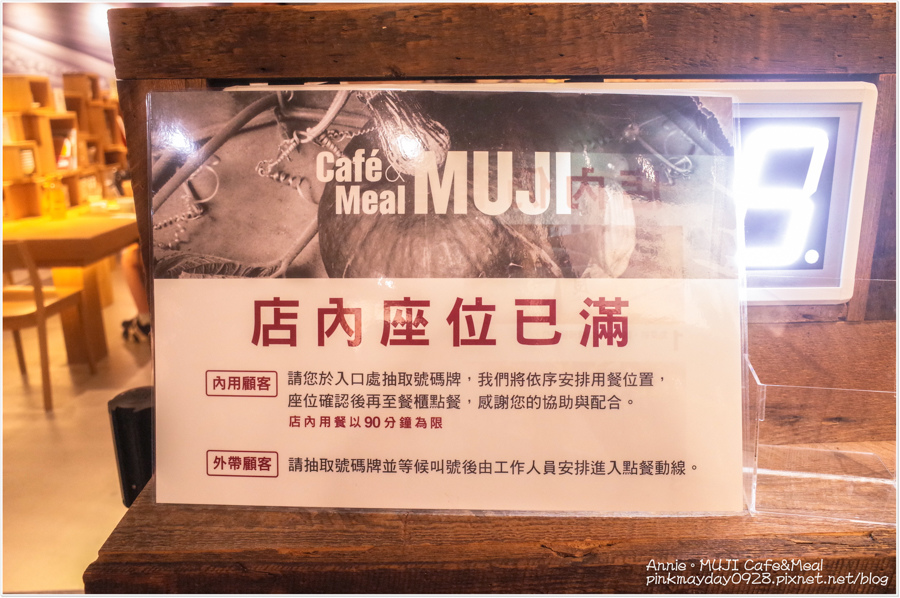 Café &
Meal MUJI
店內座位已滿
內用顧客 請您於入口處抽取號碼牌，我們將依序安排用餐位置，
座位確認後再至餐櫃點餐，感謝您的協助與配合。
店內用餐以90分鐘為限
外帶顧客 請抽取號碼牌並等候叫號後由工作人員安排進入點餐動線。
Annie。MUJI Cafe&Meal
pinkmayday0928.pixnet.net/blog